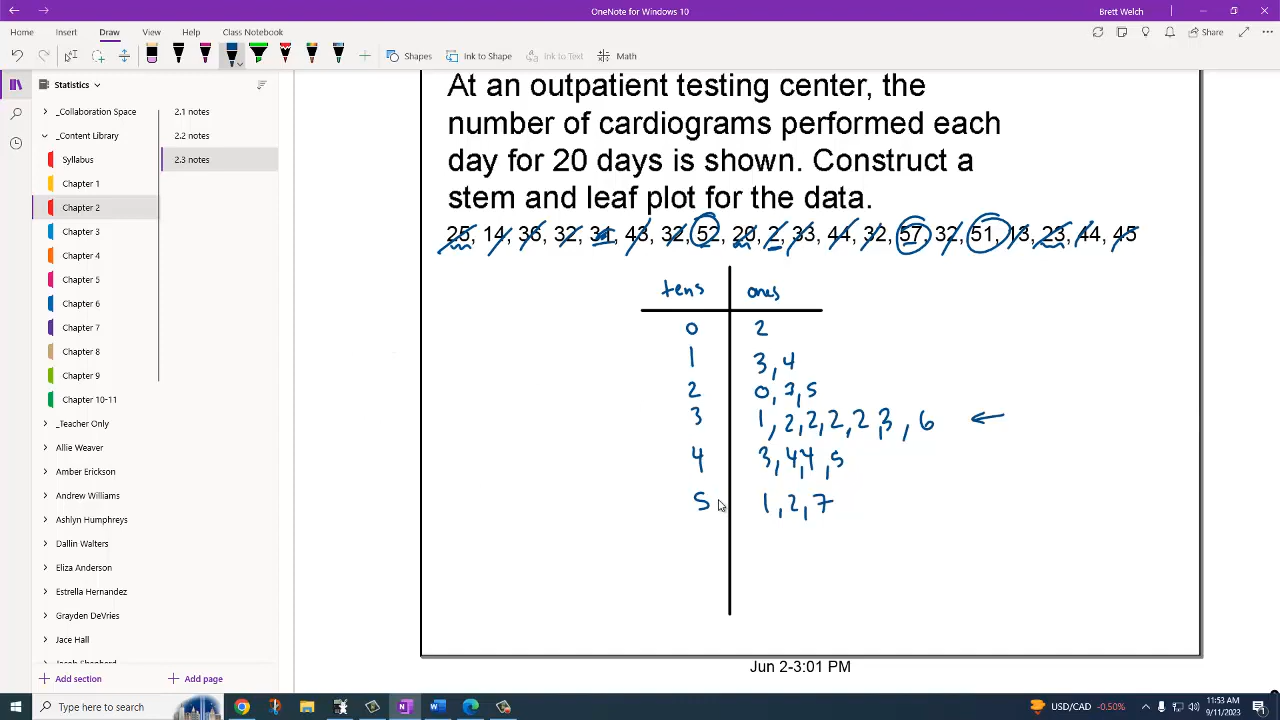 OneNote for Windows 10
Brett Welch
Home Insert Draw View Help Class Notebook
Share
Shapes Ink to Shape Ink to Text Math
Statistics
_Collaboration Space
_Content Library
Syllabus
Chapter 1
Chapter 2
Chapter 3
Chapter 4
Chapter 5
Chapter 6
Chapter 7
Chapter 8
Chapter 9
Chapter 10-11
_Teacher Only
Allie Weaver
Amber Erickson
Andrew Williams
Ashlyn Humphreys
Dallin Walters
Eliza Anderson
Estrella Hernandez
Grayden DeVries
Jace Hall
Jacob Shepherd
Add section
2.1 notes
2.2 notes
2.3 notes
Add page
At an outpatient testing center, the
number of cardiograms performed each
day for 20 days is shown. Construct a
stem and leaf plot for the data.
25, 14, 36, 32, 31, 43, 32, 52, 20, 2, 33, 44, 32, 57, 32, 51, 13, 23, 44, 45
tens ones
0 2
1 3, 4
2 0, 3, 5
3 1, 2, 2, 2, 2, 3, 6 ←
4 3, 4, 4, 5
5 1, 2, 7
Jun 2-3:01 PM
Type here to search
USD/CAD -0.50%
11:53 AM
9/11/2023